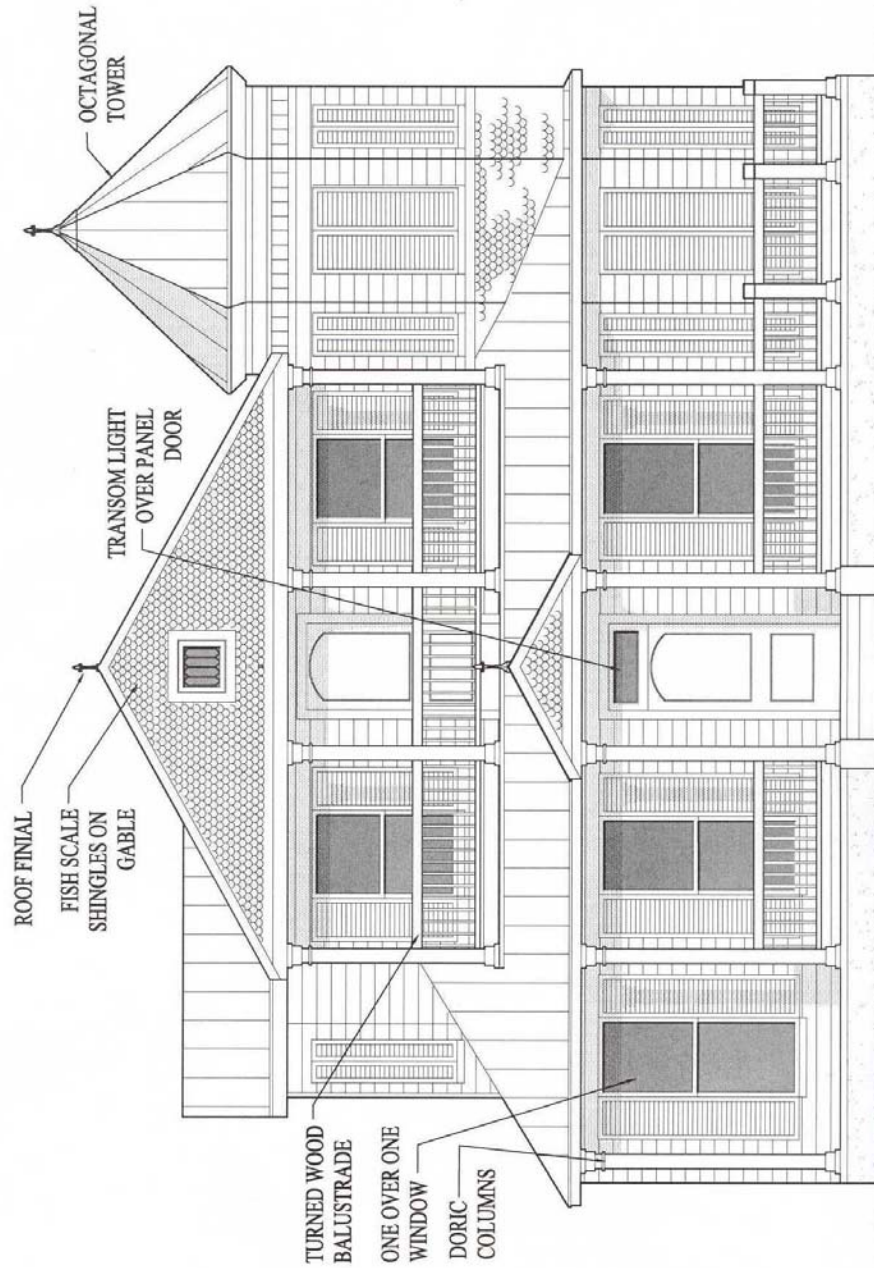 ROOF FINIAL
FISH SCALE
SHINGLES ON
GABLE
TRANSOM LIGHT
OVER PANEL
DOOR
OCTAGONAL
TOWER
TURNED WOOD
BALUSTRADE
ONE OVER ONE
WINDOW
DORIC
COLUMNS